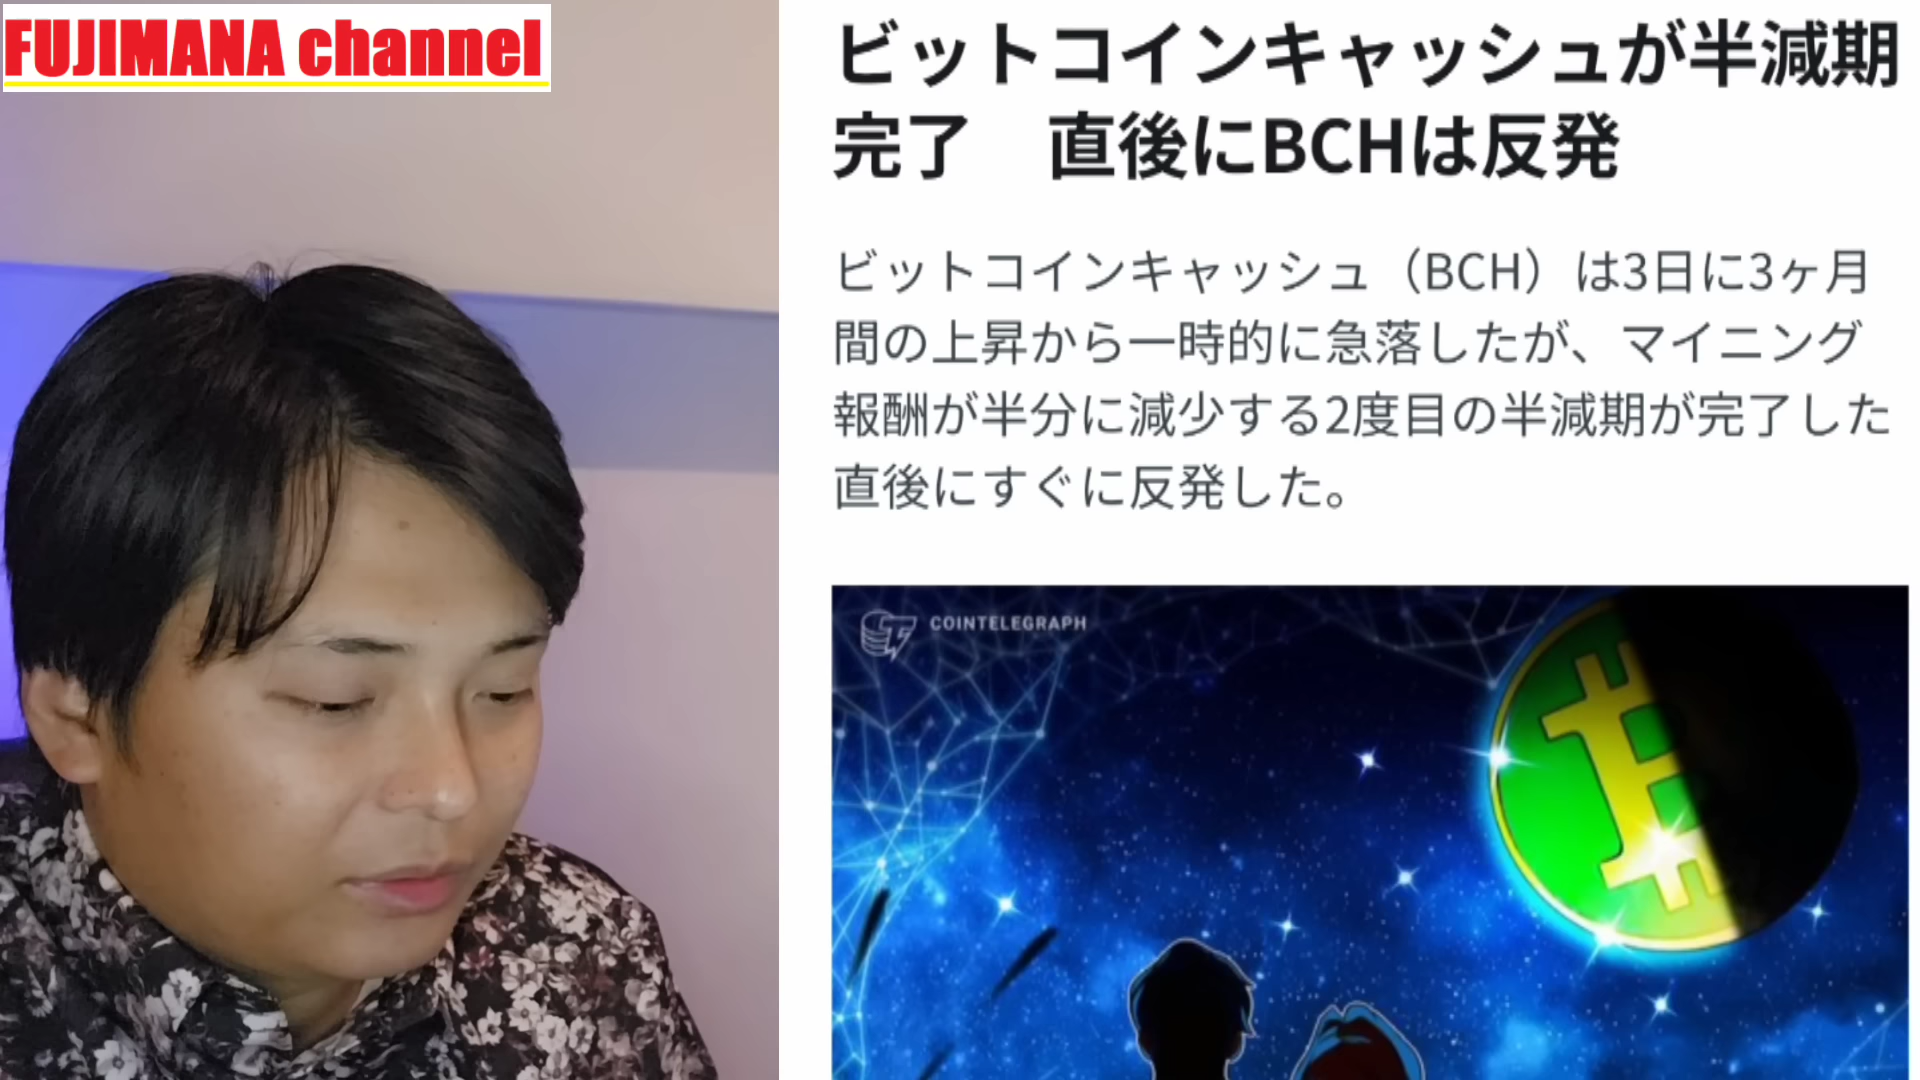 FUJIMANA channel
ビットコインキャッシュが半減期
完了　直後にBCHは反発
ビットコインキャッシュ（BCH）は3日に3ヶ月
間の上昇から一時的に急落したが、マイニング
報酬が半分に減少する2度目の半減期が完了した
直後にすぐに反発した。
COINTELEGRAPH